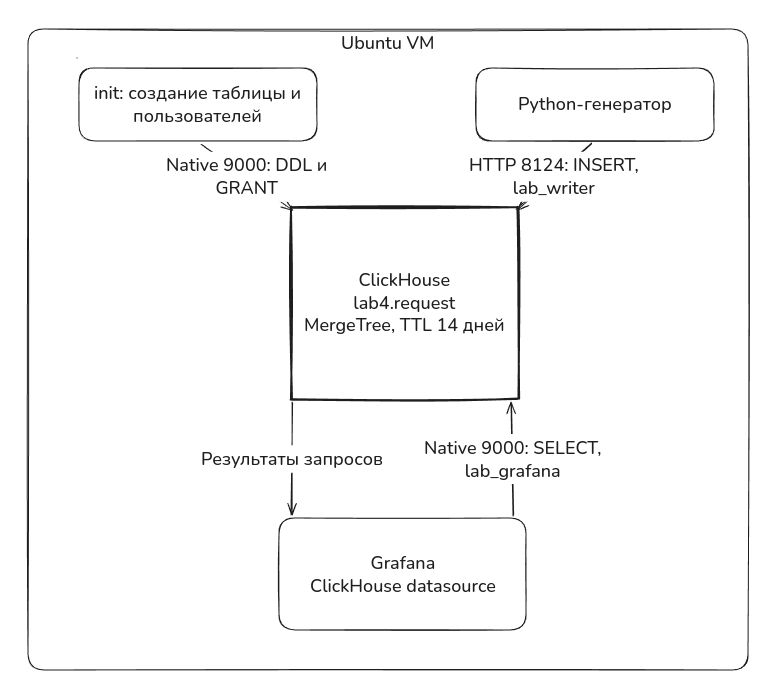 Ubuntu VM
init: создание таблицы и
пользователей
Python-генератор
Native 9000: DDL и
GRANT
HTTP 8124: INSERT,
lab_writer
ClickHouse
lab4.request
MergeTree, TTL 14 дней
Результаты запросов
Native 9000: SELECT,
lab_grafana
Grafana
ClickHouse datasource